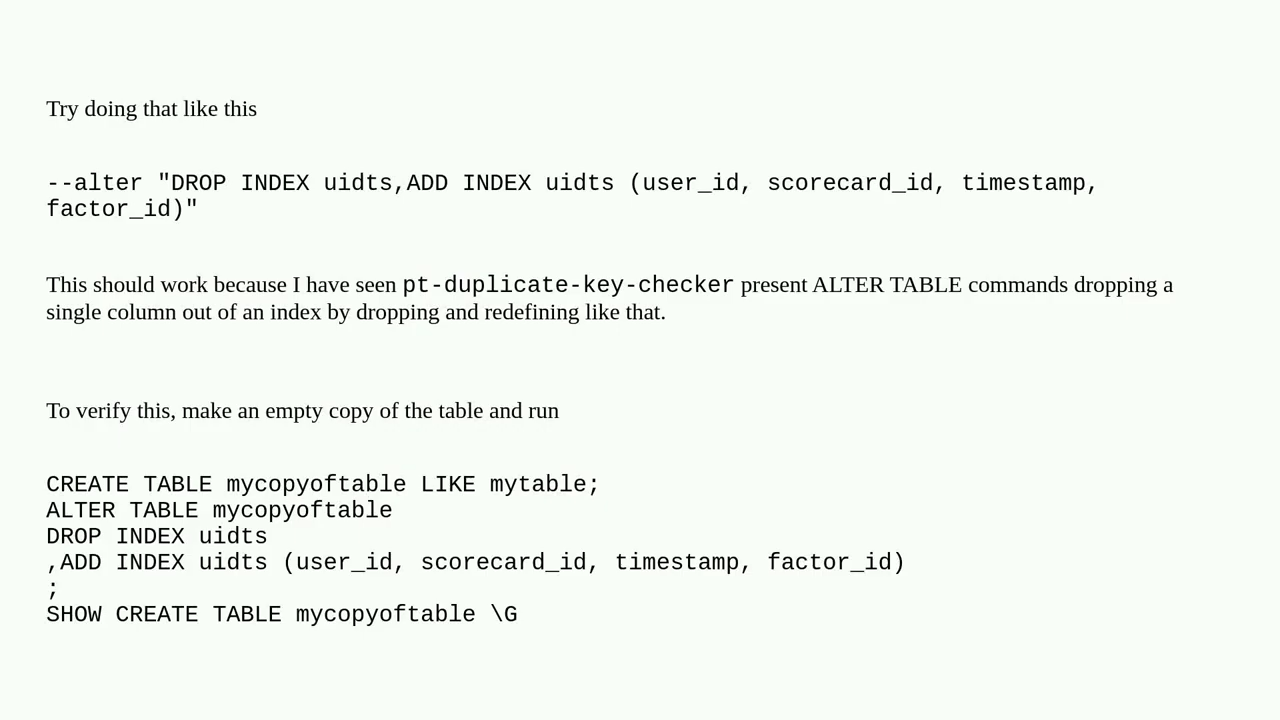 Try doing that like this
--alter "DROP INDEX uidts,ADD INDEX uidts (user_id, scorecard_id, timestamp,
factor_id)"
This should work because I have seen pt-duplicate-key-checker present ALTER TABLE commands dropping a
single column out of an index by dropping and redefining like that.
To verify this, make an empty copy of the table and run
CREATE TABLE mycopyoftable LIKE mytable;
ALTER TABLE mycopyoftable
DROP INDEX uidts
,ADD INDEX uidts (user_id, scorecard_id, timestamp, factor_id)
;
SHOW CREATE TABLE mycopyoftable \G